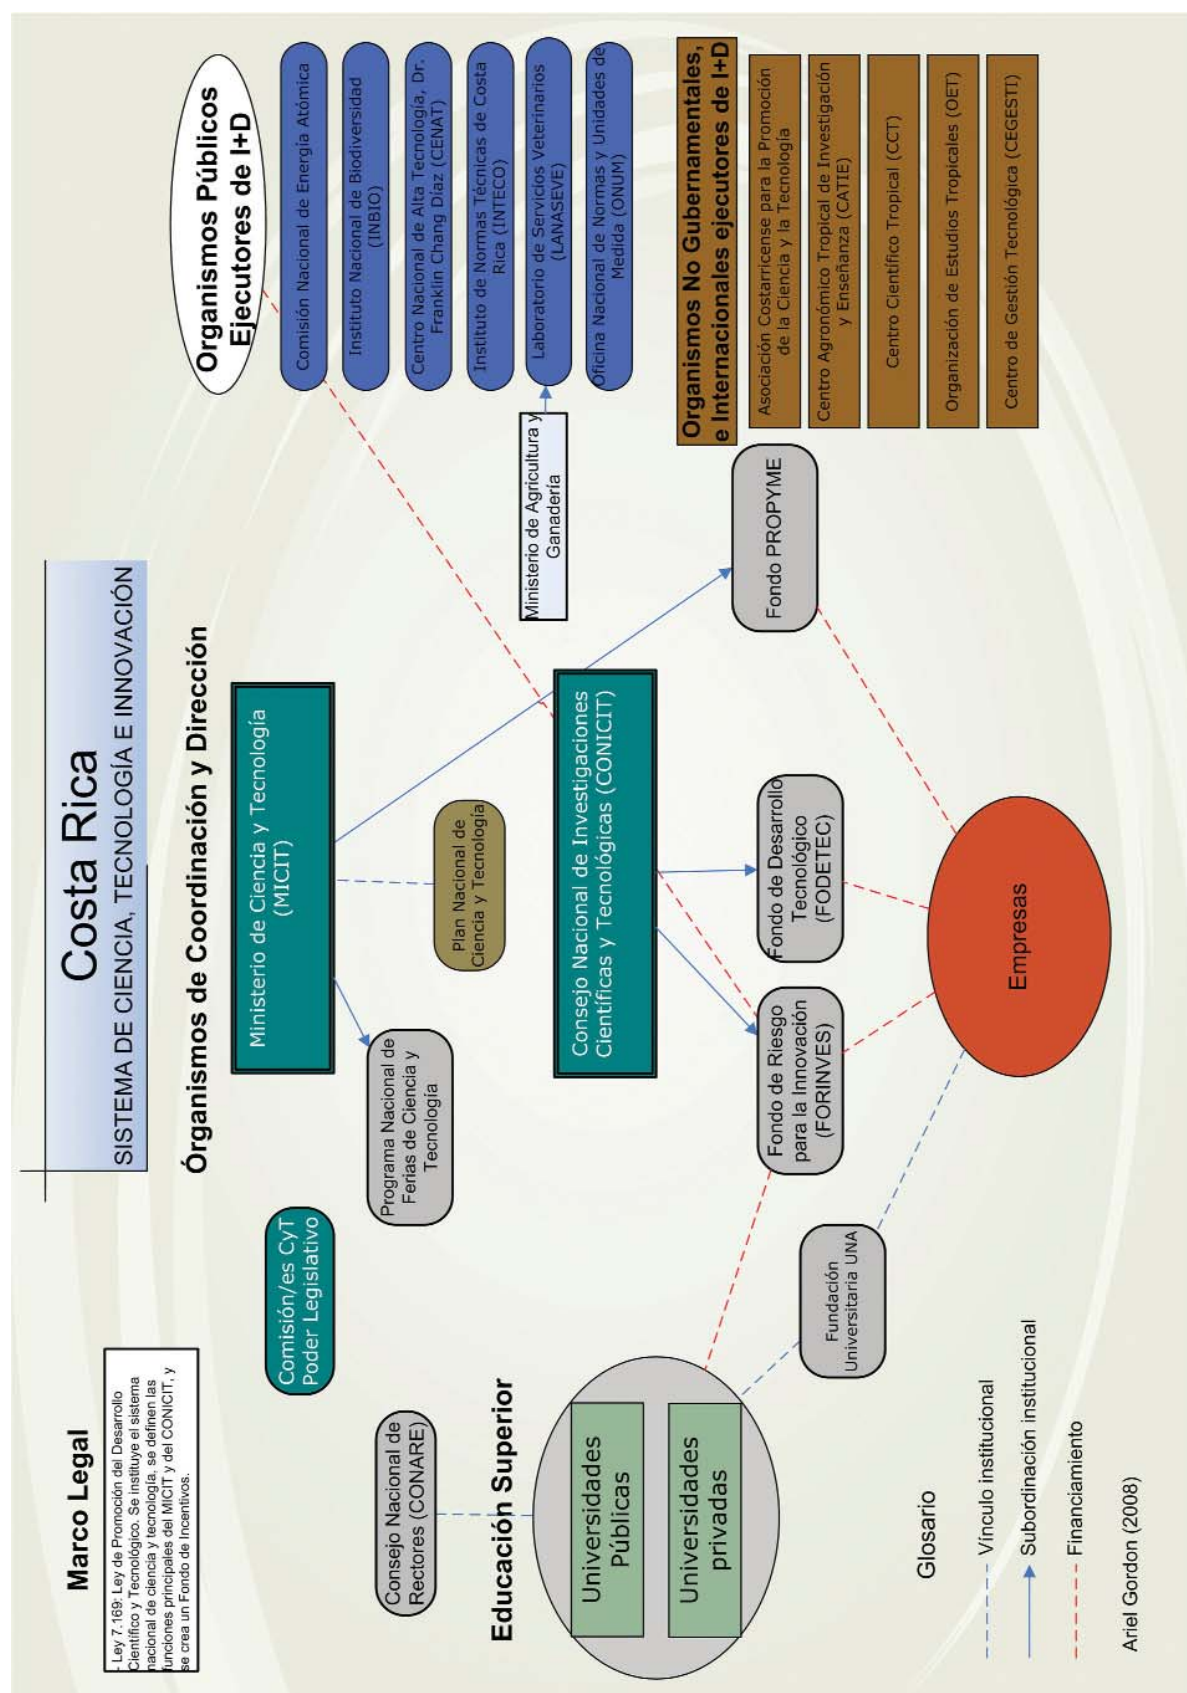 Costa Rica
SISTEMA DE CIENCIA, TECNOLOGÍA E INNOVACIÓN
Marco Legal
- Ley 7.169: Ley de Promoción del Desarrollo
Científico y Tecnológico. Se instituye el sistema
nacional de ciencia y tecnología, se definen las
funciones principales del MICIT y del CONICIT, y
se crea un Fondo de Incentivos.
Órganismos de Coordinación y Dirección
Organismos Públicos
Ejecutores de I+D
Comisión/es CyT
Poder Legislativo
Ministerio de Ciencia y Tecnología
(MICIT)
Programa Nacional de
Ferias de Ciencia y
Tecnología
Plan Nacional de
Ciencia y Tecnología
Comisión Nacional de Energía Atómica
Instituto Nacional de Biodiversidad
(INBIO)
Centro Nacional de Alta Tecnología, Dr.
Franklin Chang Díaz (CENAT)
Instituto de Normas Técnicas de Costa
Rica (INTECO)
Laboratorio de Servicios Veterinarios
(LANASEVE)
Oficina Nacional de Normas y Unidades de
Medida (ONUM)
Ministerio de Agricultura y
Ganadería
Consejo Nacional de
Rectores (CONARE)
Educación Superior
Universidades
Públicas
Universidades
privadas
Consejo Nacional de Investigaciones
Científicas y Tecnológicas (CONICIT)
Organismos No Gubernamentales,
e Internacionales ejecutores de I+D
Asociación Costarricense para la Promoción
de la Ciencia y la Tecnología
Centro Agronómico Tropical de Investigación
y Enseñanza (CATIE)
Centro Científico Tropical (CCT)
Organización de Estudios Tropicales (OET)
Centro de Gestión Tecnológica (CEGESTI)
Fundación
Universitaria UNA
Fondo de Riesgo
para la Innovación
(FORINVES)
Fondo de Desarrollo
Tecnológico
(FODETEC)
Fondo PROPYME
Empresas
Glosario
Vínculo institucional
Subordinación institucional
Financiamiento
Ariel Gordon (2008)